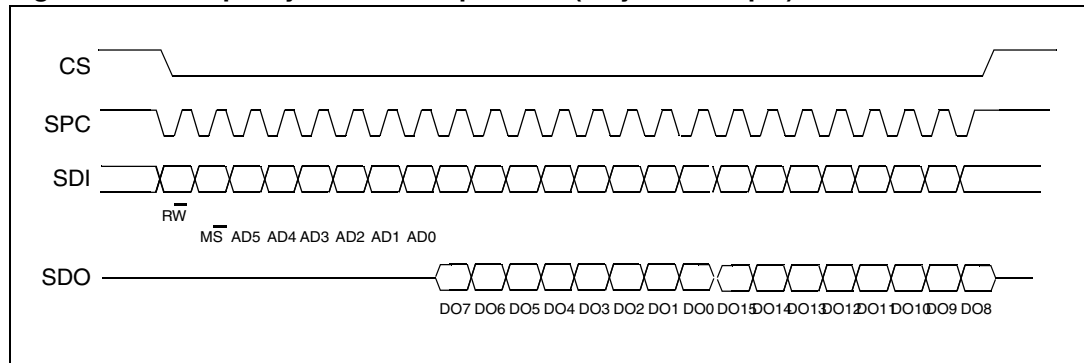 CS
SPC
SDI
RW
MS AD5 AD4 AD3 AD2 AD1 AD0
SDO
DO7 DO6 DO5 DO4 DO3 DO2 DO1 DO0 DO15 DO14 DO13 DO12 DO11 DO10 DO9 DO8